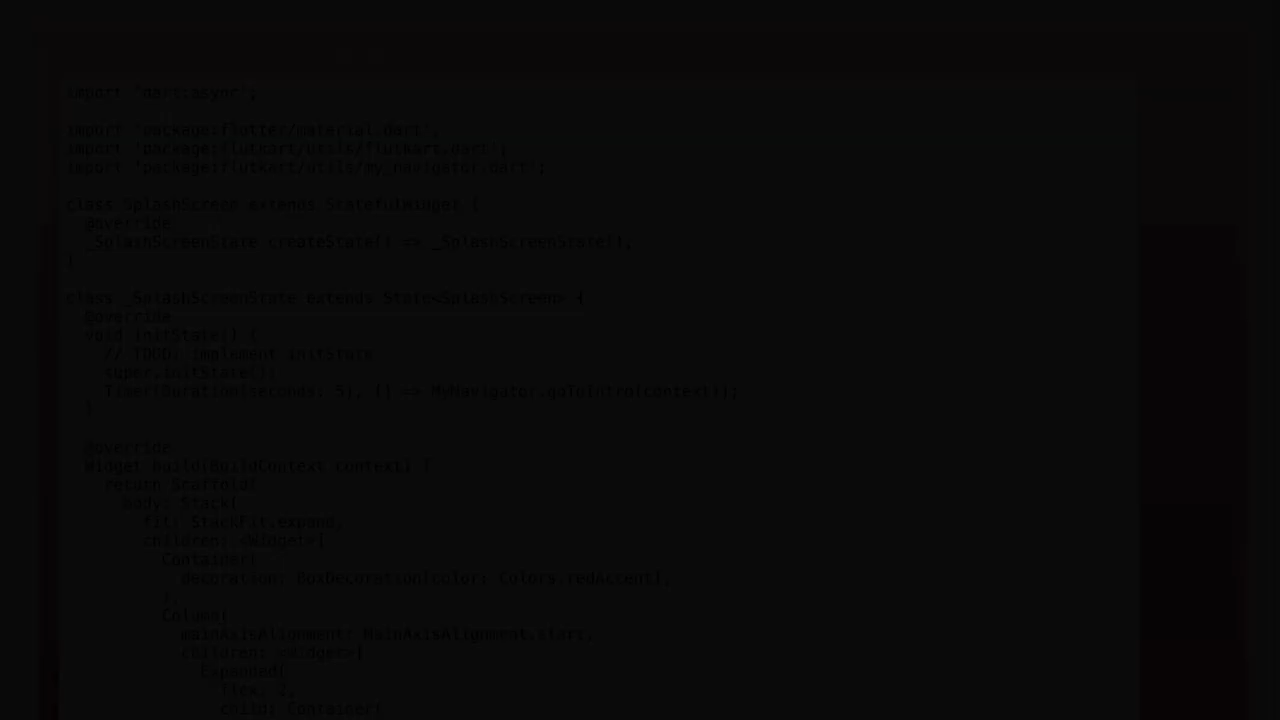 import 'dart:async';
import 'package:flutter/material.dart';
import 'package:flutkart/utils/flutkart.dart';
import 'package:flutkart/utils/my_navigator.dart';
class SplashScreen extends StatefulWidget {
@override
_SplashScreenState createState() => _SplashScreenState();
}
class _SplashScreenState extends State<SplashScreen> {
@override
void initState() {
// TODO: implement initState
super.initState();
Timer(Duration(seconds: 5), () => MyNavigator.goToIntro(context));
}
@override
Widget build(BuildContext context) {
return Scaffold(
body: Stack(
fit: StackFit.expand,
children: <Widget>[
Container(
decoration: BoxDecoration(color: Colors.redAccent),
),
Column(
mainAxisAlignment: MainAxisAlignment.start,
children: <Widget>[
Expanded(
flex: 2,
child: Container(